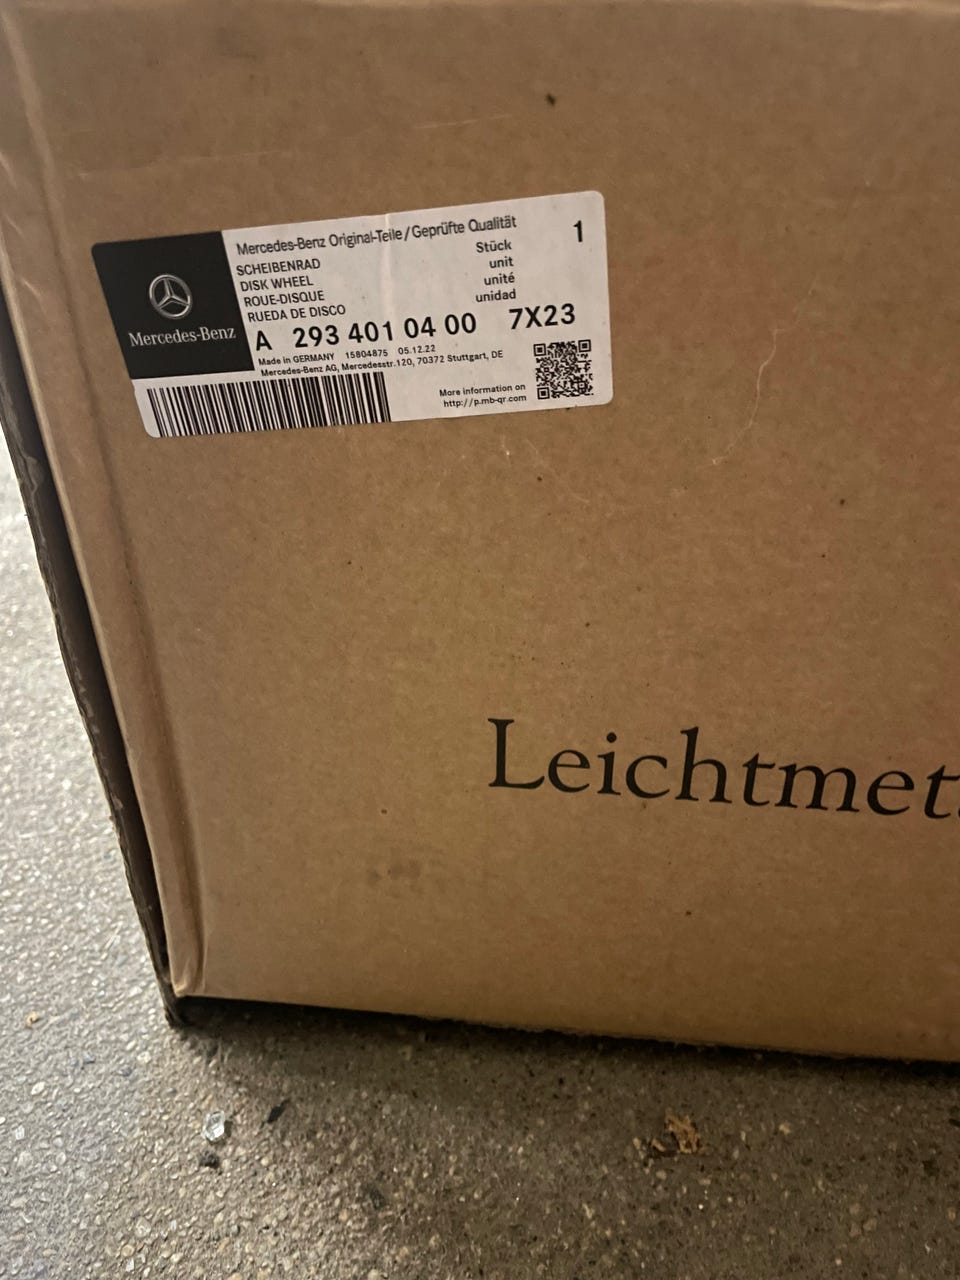 Mercedes-Benz Original-Teile / Geprüfte Qualität
1
SCHEIBENRAD
Stück
DISK WHEEL
unit
ROUE-DISQUE
unité
RUEDA DE DISCO
unidad
Mercedes-Benz
A 293 401 04 00 7X23
Made in GERMANY 15804875 05.12.22
Mercedes-Benz AG, Mercedesstr.120, 70372 Stuttgart, DE
More information on
http://p.mb-qr.com
Leichtmet